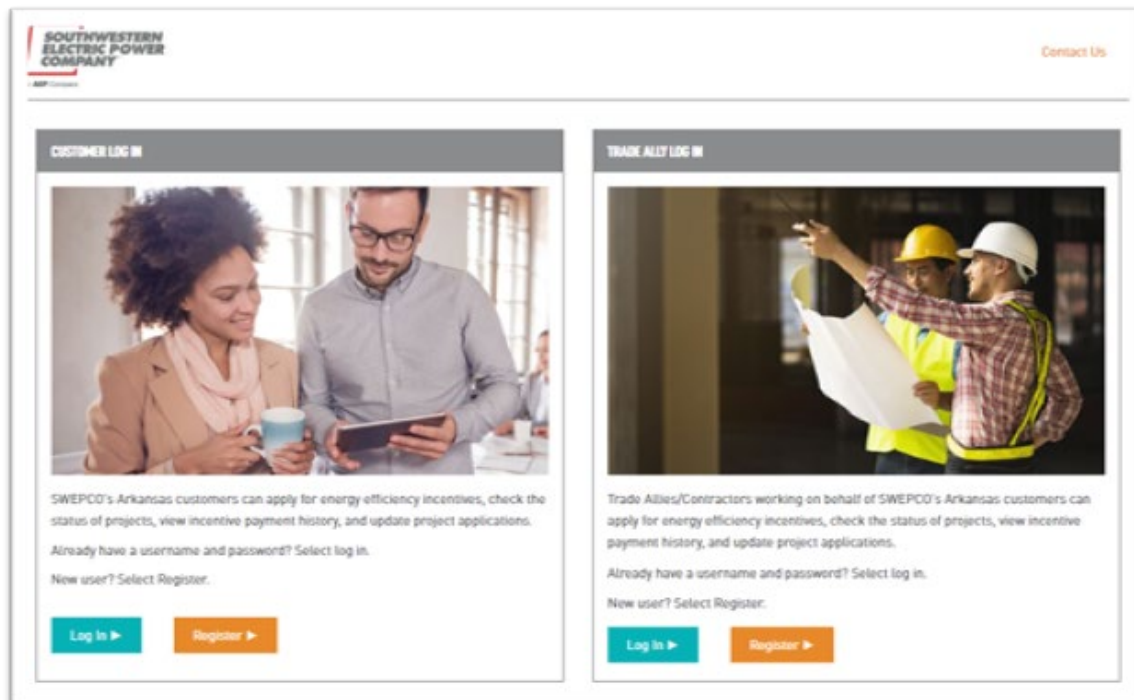 SOUTHWESTERN
ELECTRIC POWER
COMPANY
An AEP Company
Contact Us
CUSTOMER LOG IN
SWEPCO's Arkansas customers can apply for energy efficiency incentives, check the
status of projects, view incentive payment history, and update project applications.
Already have a username and password? Select log in.
New user? Select Register.
Log In ►
Register ►
TRADE ALLY LOG IN
Trade Allies/Contractors working on behalf of SWEPCO's Arkansas customers can
apply for energy efficiency incentives, check the status of projects, view incentive
payment history, and update project applications.
Already have a username and password? Select log in.
New user? Select Register.
Log In ►
Register ►